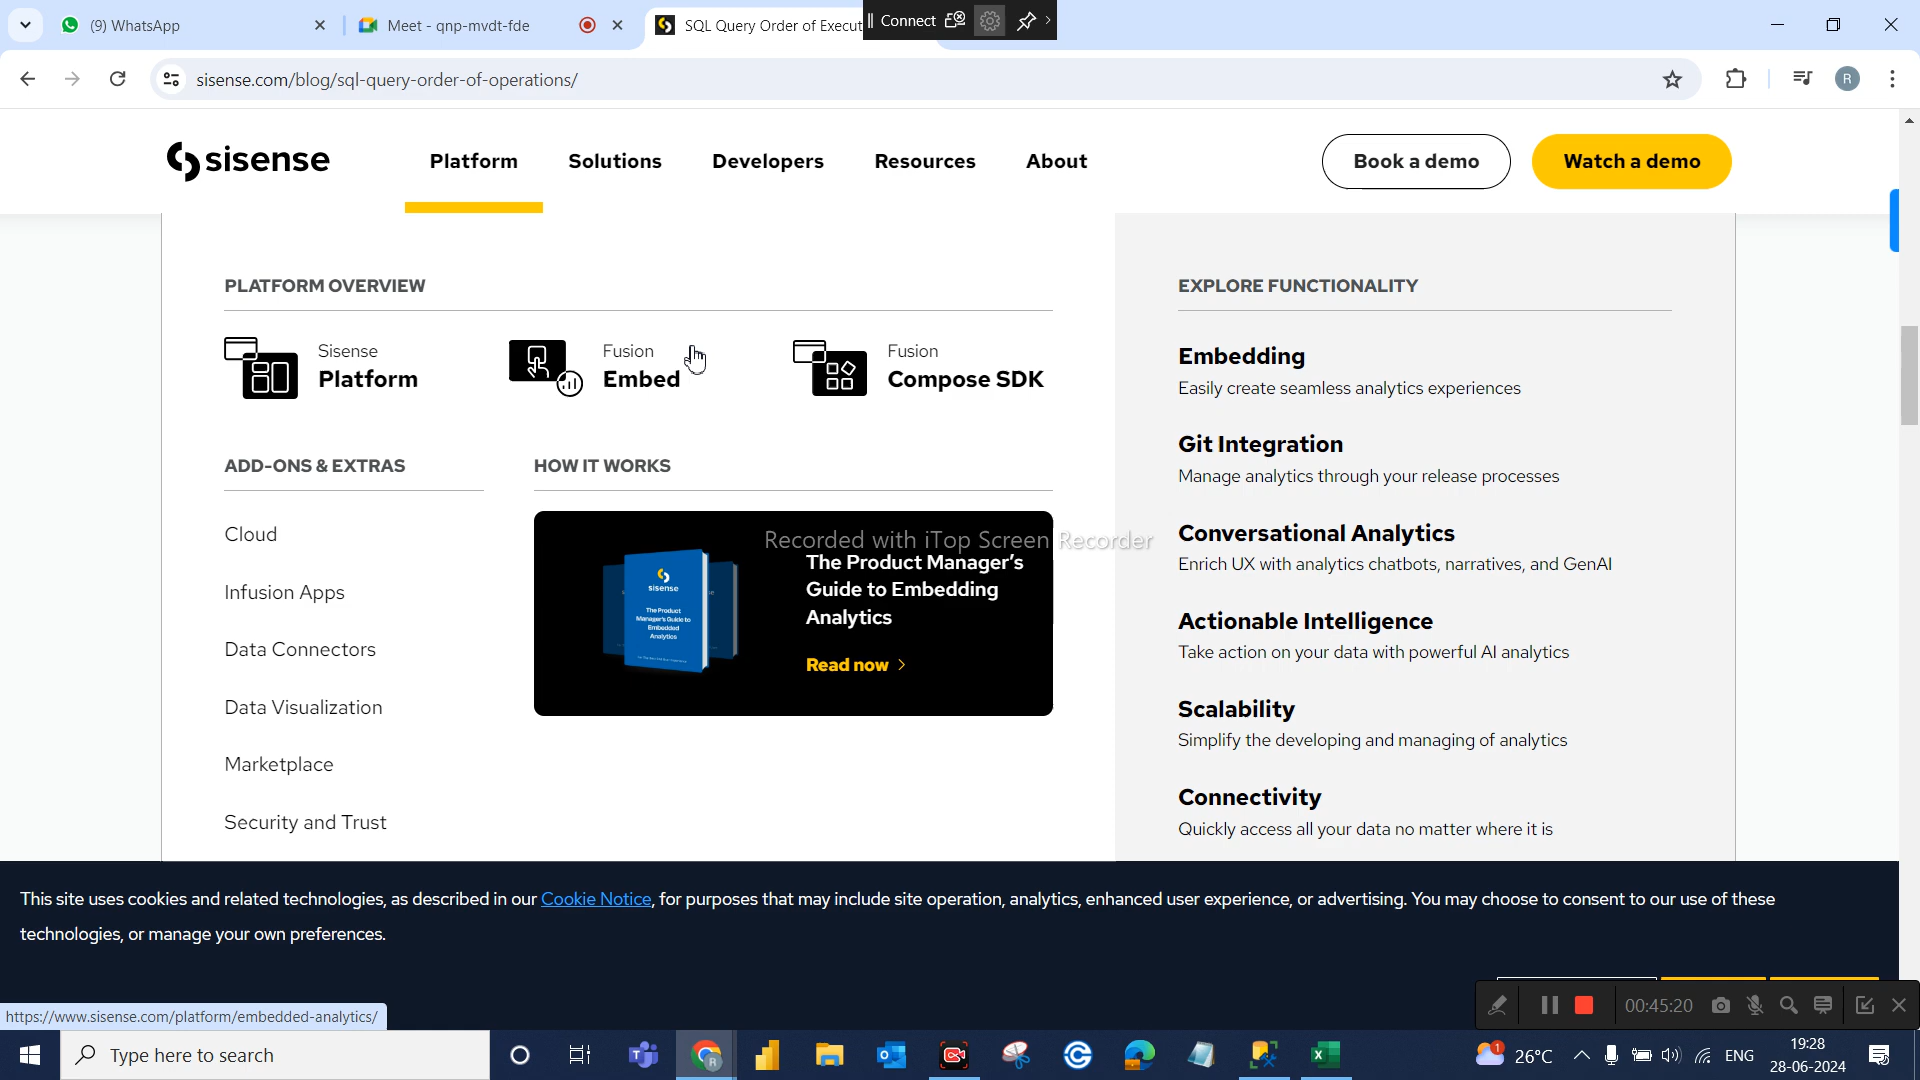 (9) WhatsApp
Meet - qnp-mvdt-fde
SQL Query Order of Execut
Connect
sisense.com/blog/sql-query-order-of-operations/
R
sisense
Platform
Solutions
Developers
Resources
About
Book a demo
Watch a demo
PLATFORM OVERVIEW
Sisense
Platform
Fusion
Embed
Fusion
Compose SDK
ADD-ONS & EXTRAS
Cloud
Infusion Apps
Data Connectors
Data Visualization
Marketplace
Security and Trust
HOW IT WORKS
Recorded with iTop Screen Recorder
sisense
The Product
Manager's Guide to
Embedded
Analytics
The Product Manager’s
Guide to Embedding
Analytics
Read now
EXPLORE FUNCTIONALITY
Embedding
Easily create seamless analytics experiences
Git Integration
Manage analytics through your release processes
Conversational Analytics
Enrich UX with analytics chatbots, narratives, and GenAI
Actionable Intelligence
Take action on your data with powerful AI analytics
Scalability
Simplify the developing and managing of analytics
Connectivity
Quickly access all your data no matter where it is
This site uses cookies and related technologies, as described in our Cookie Notice, for purposes that may include site operation, analytics, enhanced user experience, or advertising. You may choose to consent to our use of these
technologies, or manage your own preferences.
00:45:20
https://www.sisense.com/platform/embedded-analytics/
Type here to search
1
26°C
ENG
19:28
28-06-2024